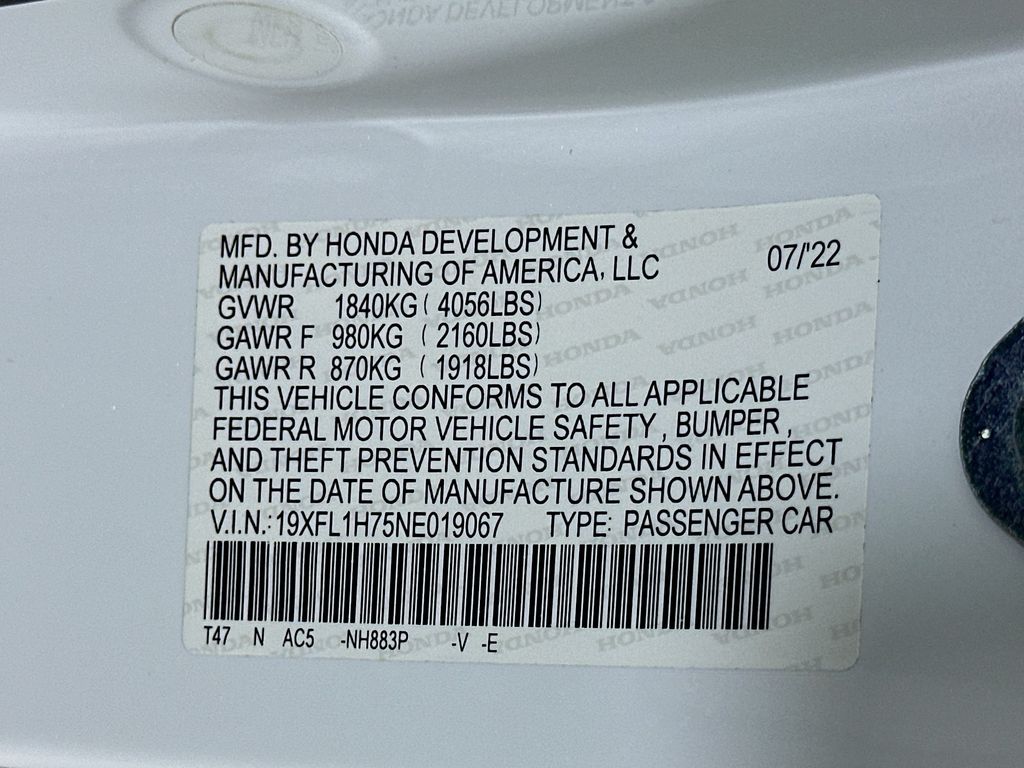 MFD. BY HONDA DEVELOPMENT &
MANUFACTURING OF AMERICA, LLC 07/'22
GVWR 1840KG ( 4056LBS)
GAWR F 980KG ( 2160LBS)
GAWR R 870KG ( 1918LBS)
THIS VEHICLE CONFORMS TO ALL APPLICABLE
FEDERAL MOTOR VEHICLE SAFETY , BUMPER ,
AND THEFT PREVENTION STANDARDS IN EFFECT
ON THE DATE OF MANUFACTURE SHOWN ABOVE.
V.I.N.: 19XFL1H75NE019067 TYPE: PASSENGER CAR
T47 N AC5 -NH883P -V -E